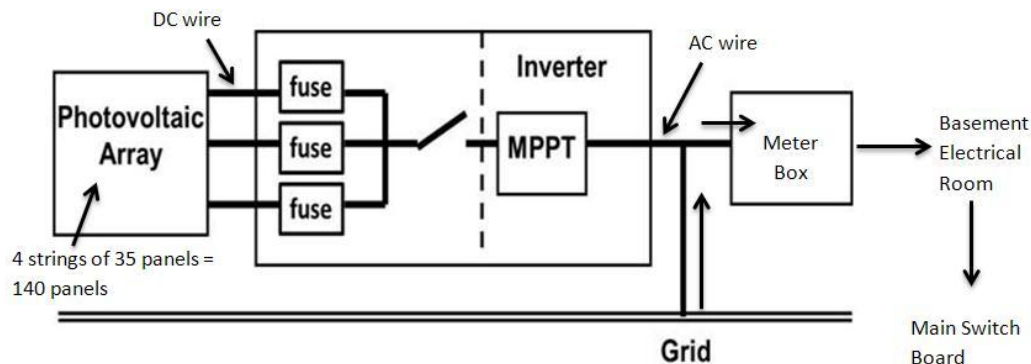 DC wire
AC wire
Inverter
fuse
fuse
fuse
Photovoltaic
Array
MPPT
Meter
Box
Basement
Electrical
Room
4 strings of 35 panels =
140 panels
Grid
Main Switch
Board